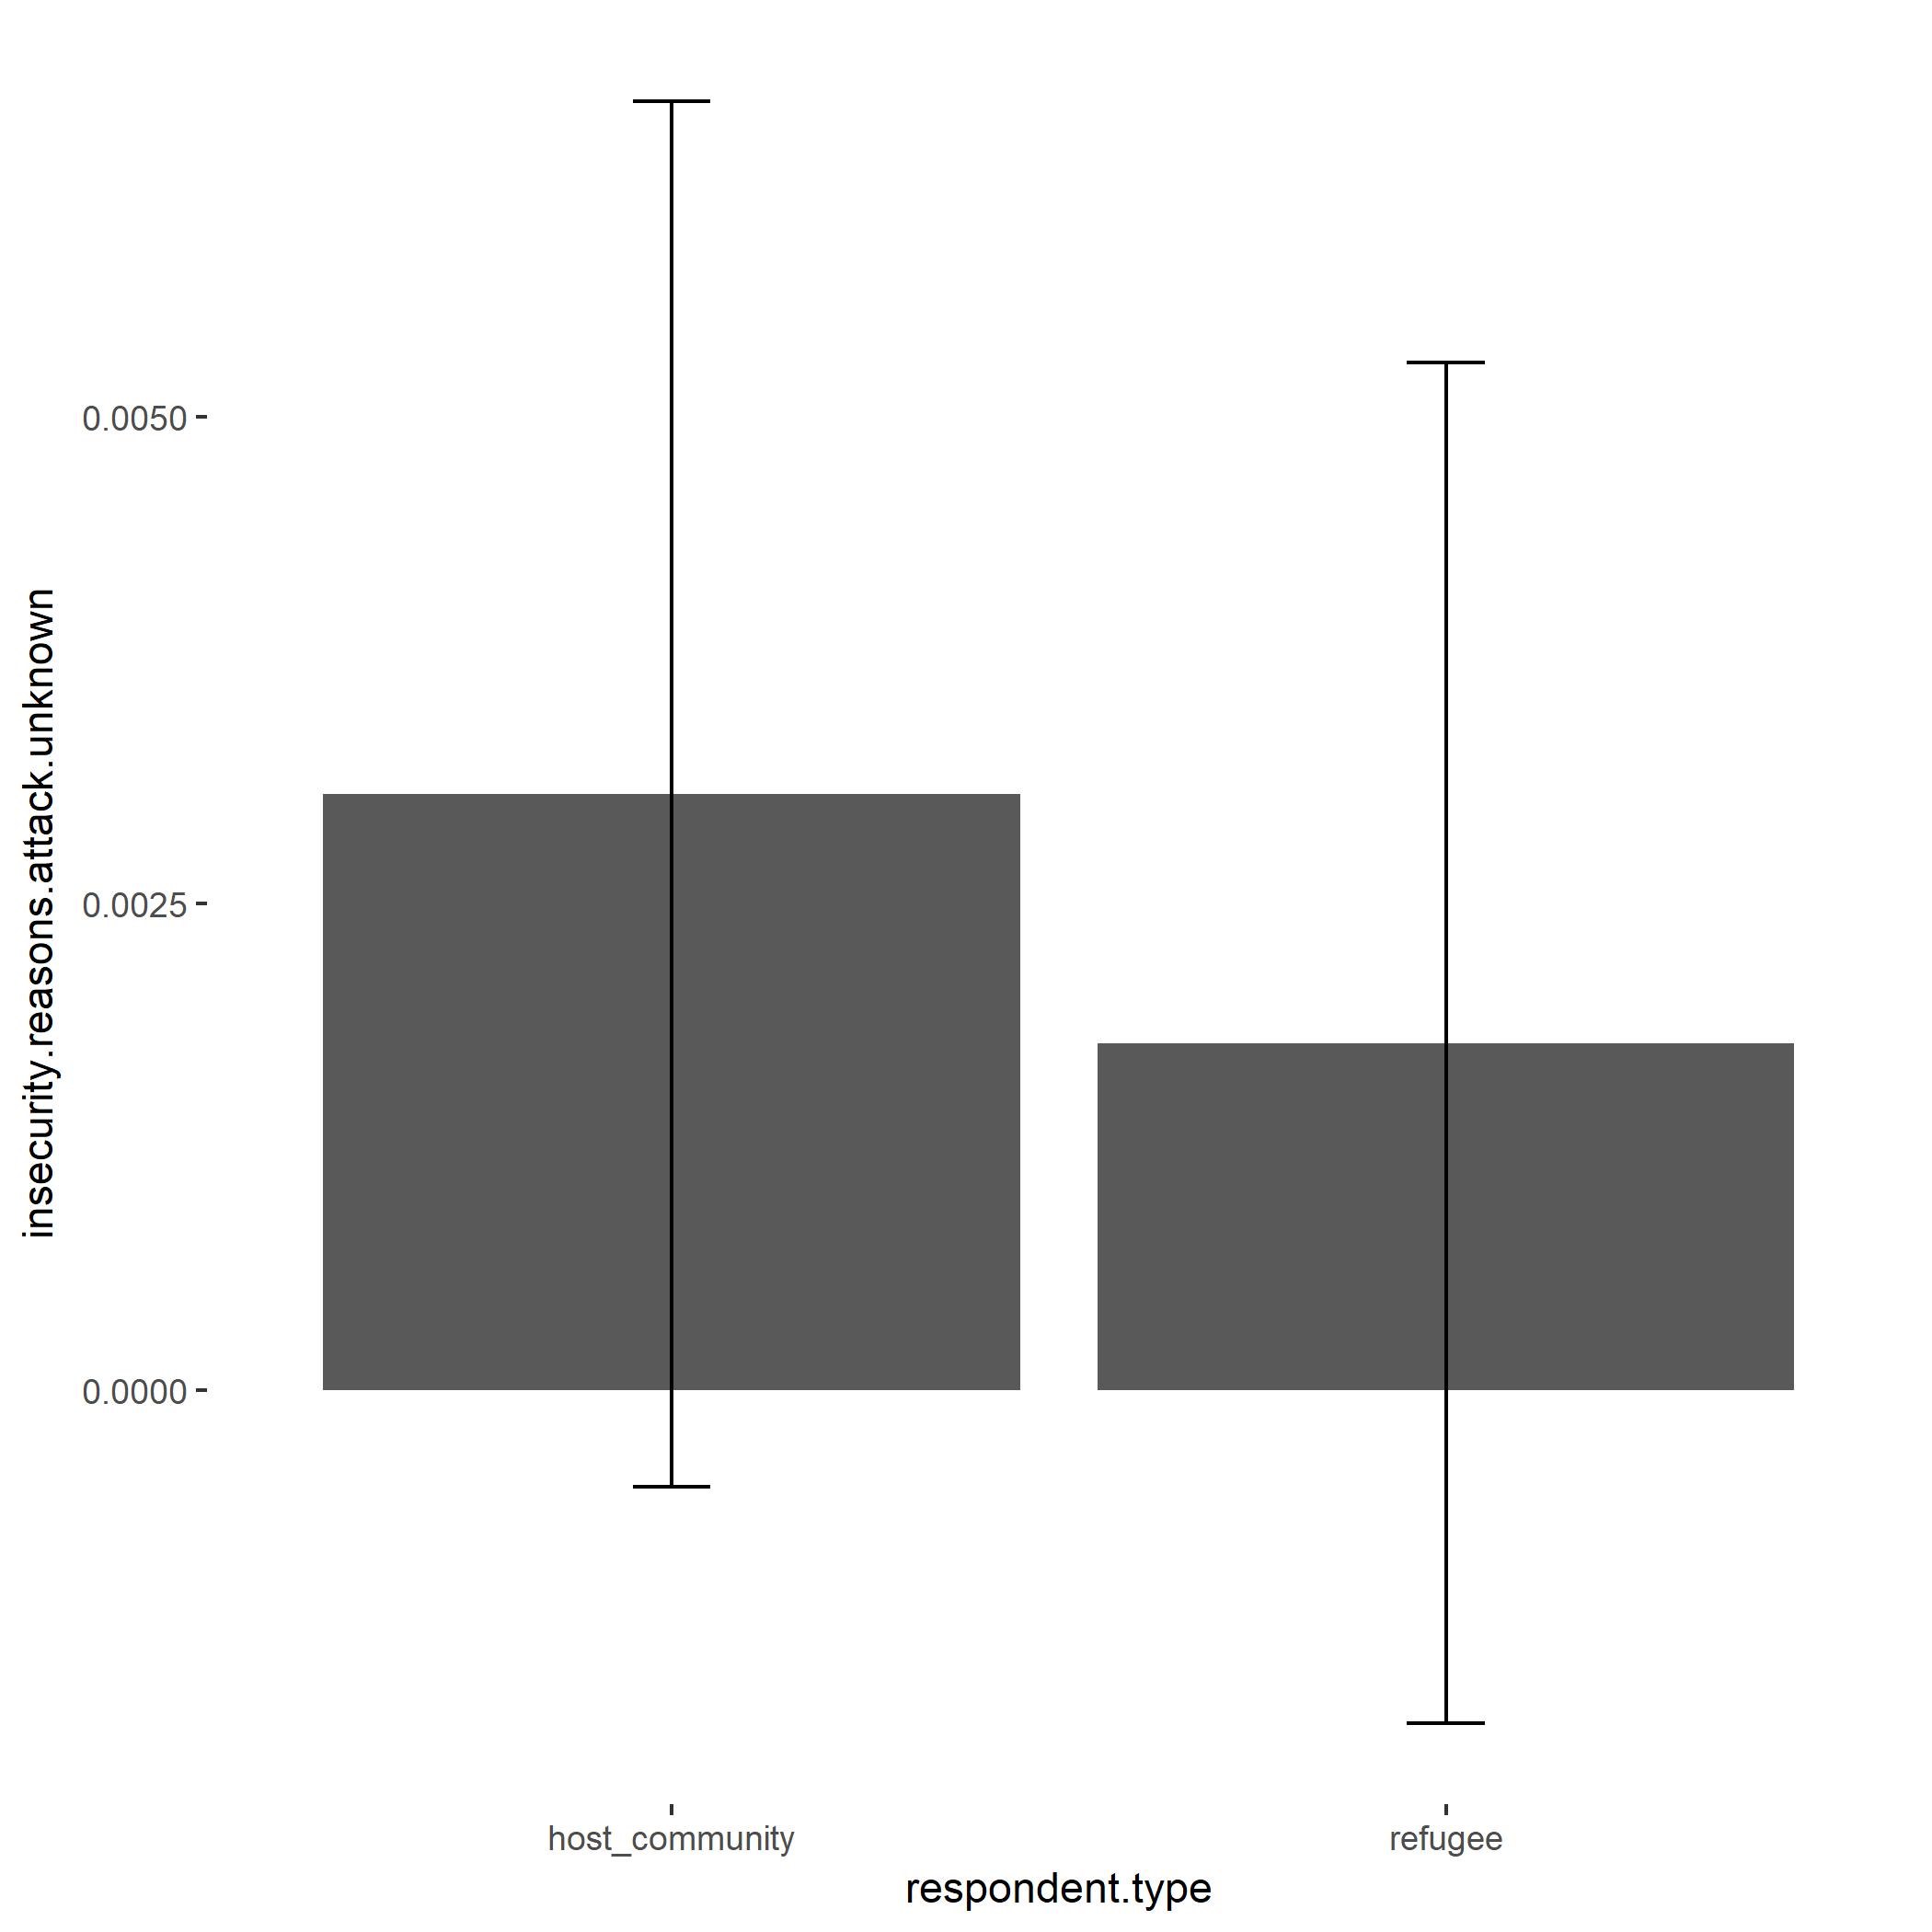 insecurity.reasons.attack.unknown
0.0050
0.0025
0.0000
host_community
refugee
respondent.type